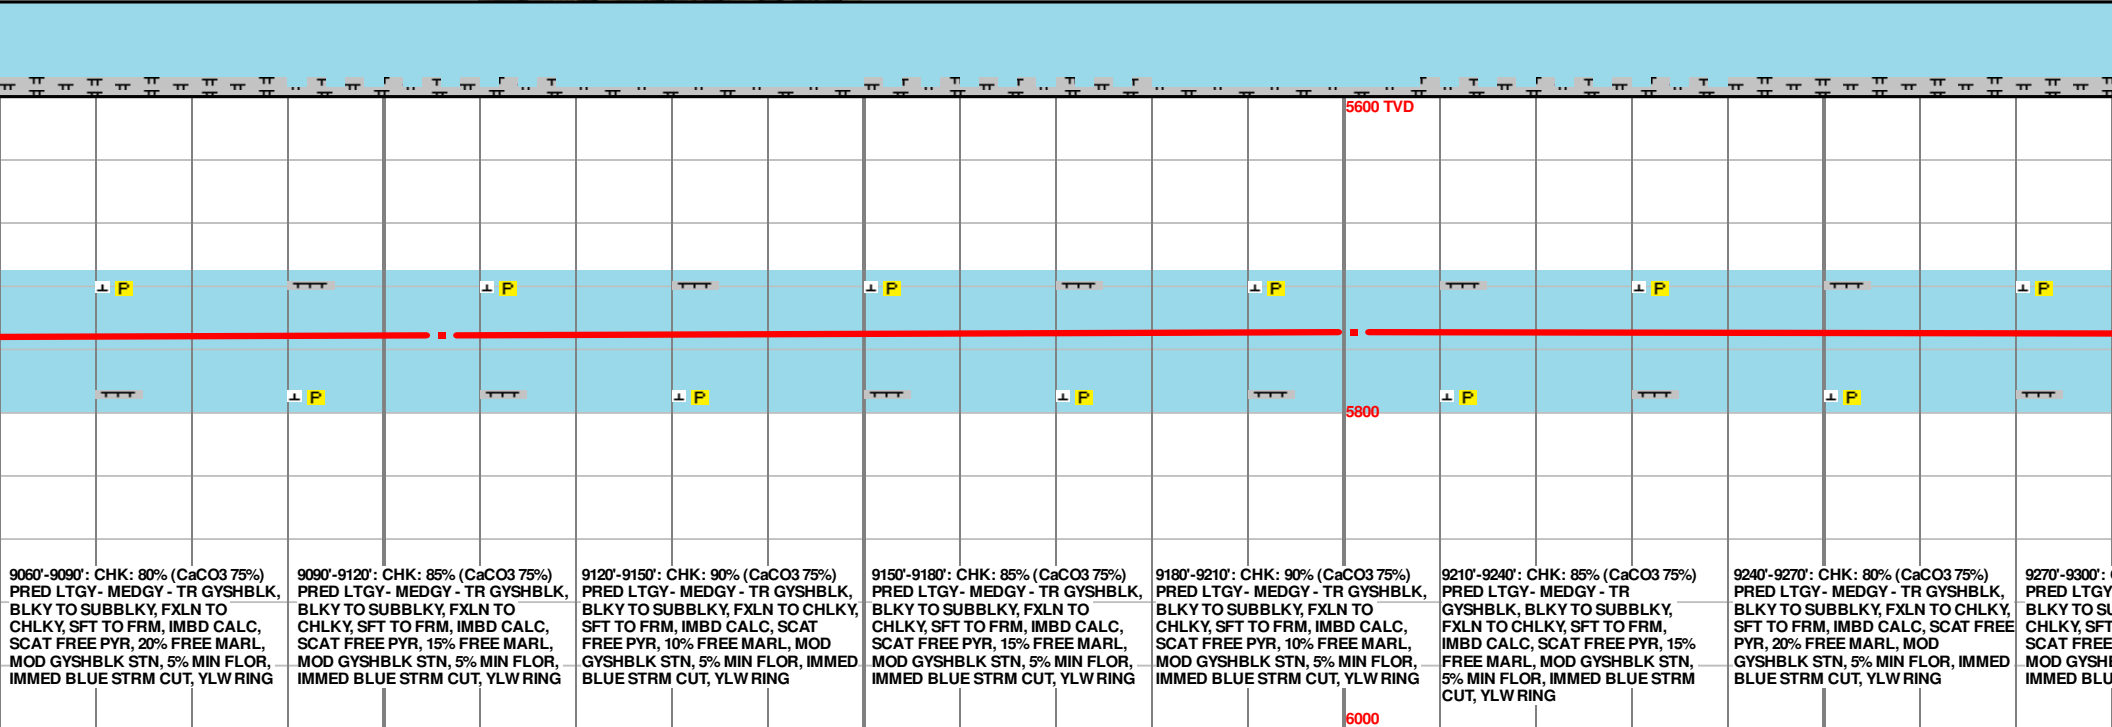 5600 TVD
P
P
P
P
P
P
P
P
P
P
P
5800
9060'-9090': CHK: 80% (CaCO3 75%)
PRED LTGY- MEDGY - TR GYSHBLK,
BLKY TO SUBBLKY, FXLN TO
CHLKY, SFT TO FRM, IMBD CALC,
SCAT FREE PYR, 20% FREE MARL,
MOD GYSHBLK STN, 5% MIN FLOR,
IMMED BLUE STRM CUT, YLW RING
9090'-9120': CHK: 85% (CaCO3 75%)
PRED LTGY- MEDGY - TR GYSHBLK,
BLKY TO SUBBLKY, FXLN TO
CHLKY, SFT TO FRM, IMBD CALC,
SCAT FREE PYR, 15% FREE MARL,
MOD GYSHBLK STN, 5% MIN FLOR,
IMMED BLUE STRM CUT, YLW RING
9120'-9150': CHK: 90% (CaCO3 75%)
PRED LTGY- MEDGY - TR GYSHBLK,
BLKY TO SUBBLKY, FXLN TO CHLKY,
SFT TO FRM, IMBD CALC, SCAT
FREE PYR, 10% FREE MARL, MOD
GYSHBLK STN, 5% MIN FLOR, IMMED
BLUE STRM CUT, YLW RING
9150'-9180': CHK: 85% (CaCO3 75%)
PRED LTGY- MEDGY - TR GYSHBLK,
BLKY TO SUBBLKY, FXLN TO
CHLKY, SFT TO FRM, IMBD CALC,
SCAT FREE PYR, 15% FREE MARL,
MOD GYSHBLK STN, 5% MIN FLOR,
IMMED BLUE STRM CUT, YLW RING
9180'-9210': CHK: 90% (CaCO3 75%)
PRED LTGY- MEDGY - TR GYSHBLK,
BLKY TO SUBBLKY, FXLN TO
CHLKY, SFT TO FRM, IMBD CALC,
SCAT FREE PYR, 10% FREE MARL,
MOD GYSHBLK STN, 5% MIN FLOR,
IMMED BLUE STRM CUT, YLW RING
9210'-9240': CHK: 85% (CaCO3 75%)
PRED LTGY- MEDGY - TR
GYSHBLK, BLKY TO SUBBLKY,
FXLN TO CHLKY, SFT TO FRM,
IMBD CALC, SCAT FREE PYR, 15%
FREE MARL, MOD GYSHBLK STN,
5% MIN FLOR, IMMED BLUE STRM
CUT, YLW RING
9240'-9270': CHK: 80% (CaCO3 75%)
PRED LTGY- MEDGY - TR GYSHBLK,
BLKY TO SUBBLKY, FXLN TO CHLKY,
SFT TO FRM, IMBD CALC, SCAT FREE
PYR, 20% FREE MARL, MOD
GYSHBLK STN, 5% MIN FLOR, IMMED
BLUE STRM CUT, YLW RING
9270'-9300':
PRED LTGY
BLKY TO
CHLKY, SFT
SCAT FREE
MOD
IMMED
6000